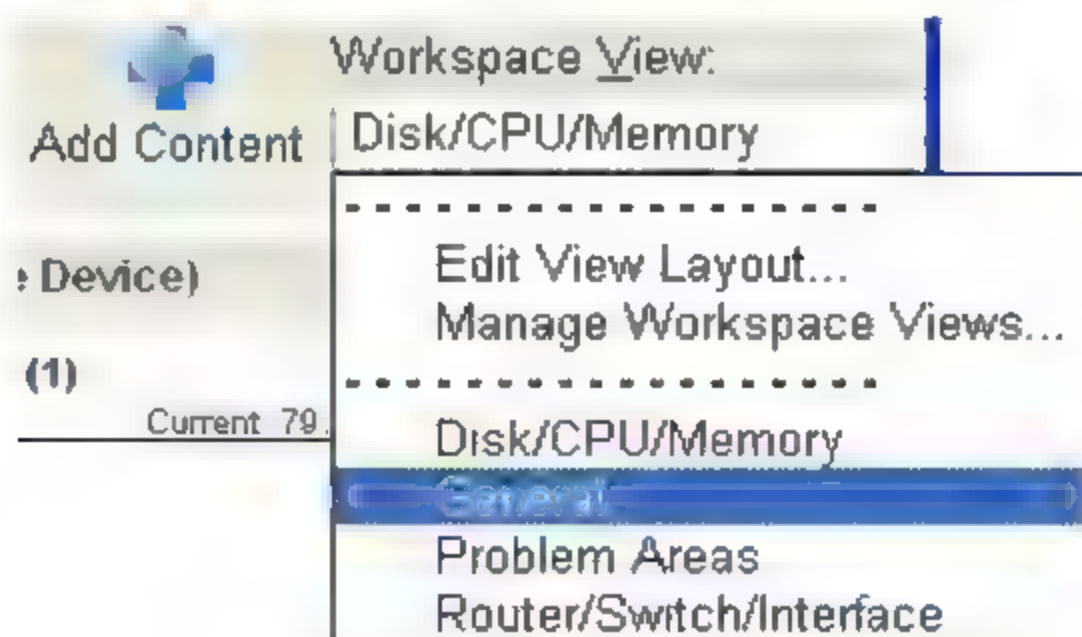 Workspace View:
Add Content
Disk/CPU/Memory
Edit View Layout...
Device)
Manage Workspace Views...
(1)
Current 79.
Disk/CPU/Memory
General
Problem Areas
Router/Switch/Interface